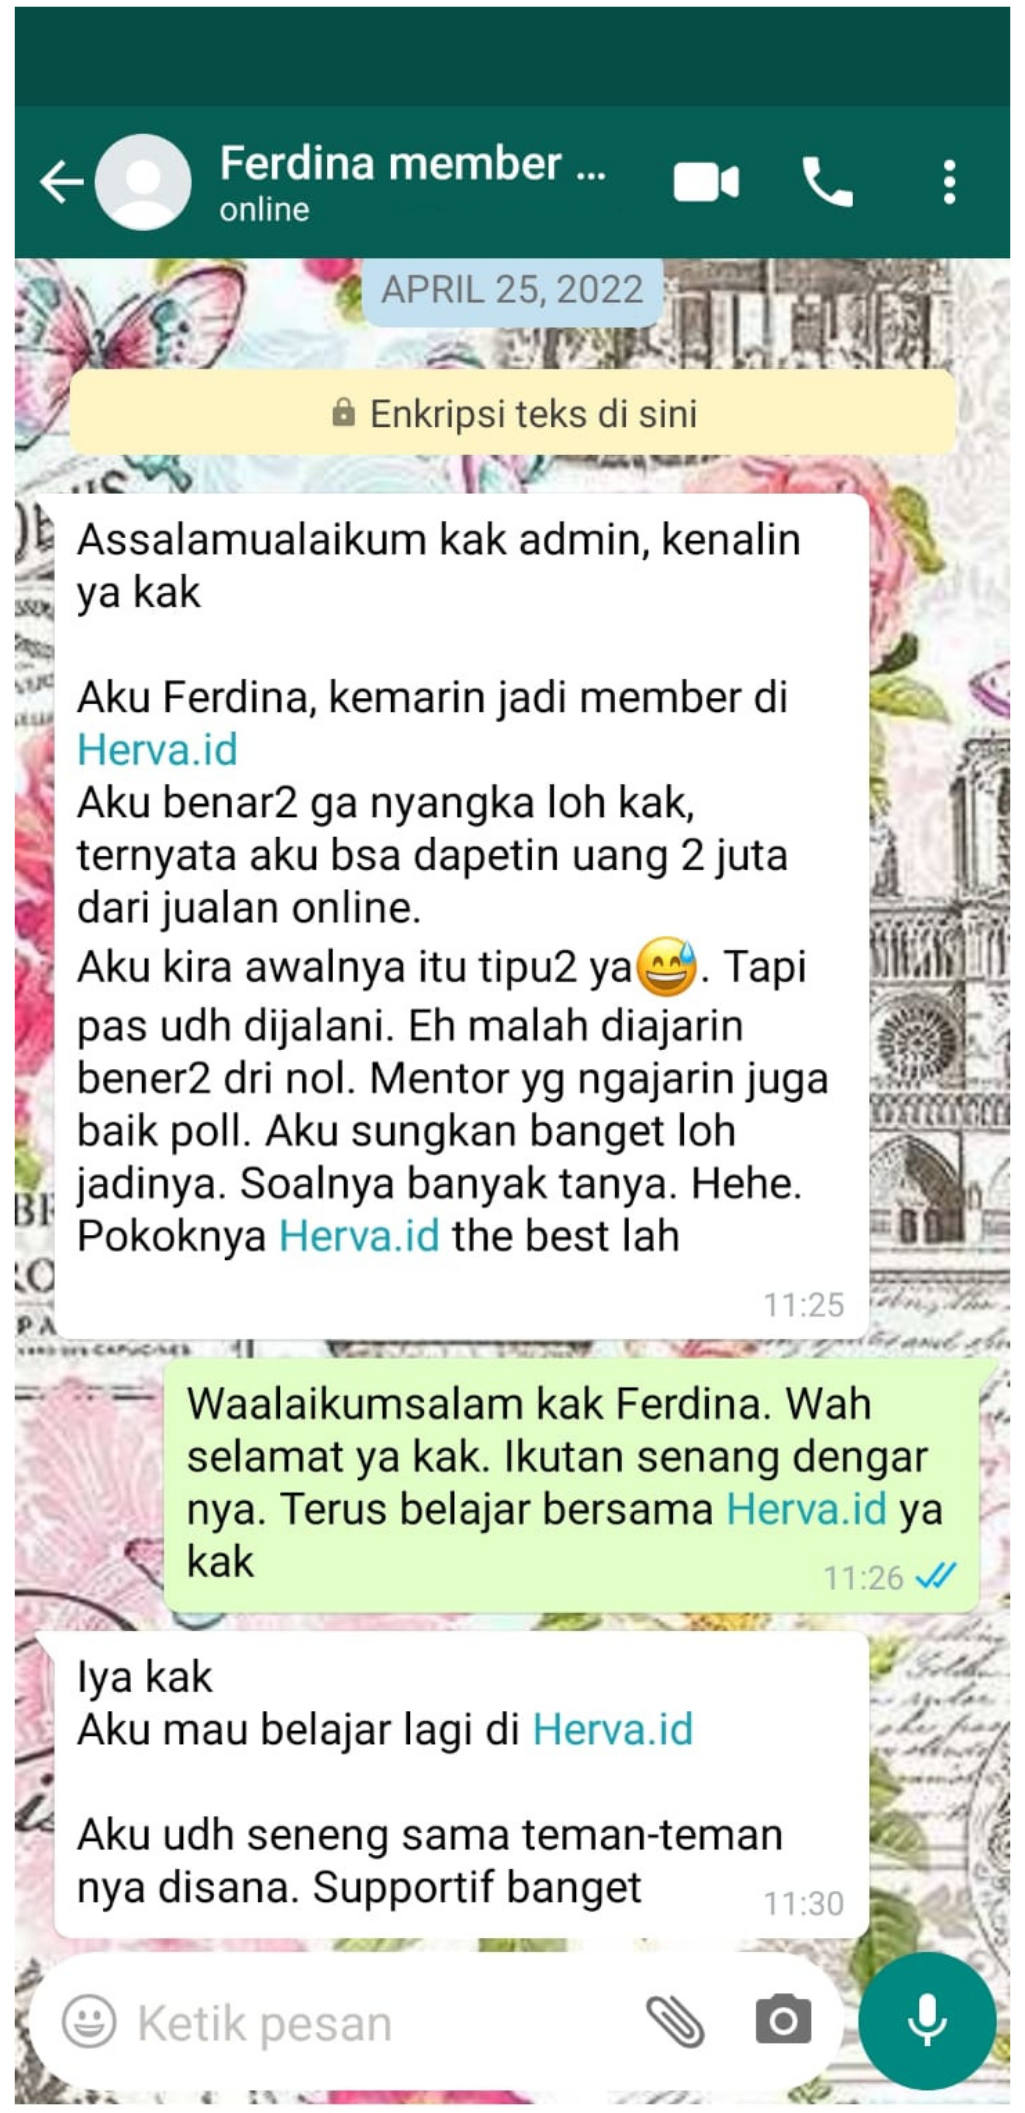 Ferdina member ...
online
APRIL 25, 2022
Enkripsi teks di sini
Assalamualaikum kak admin, kenalin
ya kak
Aku Ferdina, kemarin jadi member di
Herva.id
Aku benar2 ga nyangka loh kak,
ternyata aku bsa dapetin uang 2 juta
dari jualan online.
Aku kira awalnya itu tipu2 ya😅. Tapi
pas udh dijalani. Eh malah diajarin
bener2 dri nol. Mentor yg ngajarin juga
baik poll. Aku sungkan banget loh
jadinya. Soalnya banyak tanya. Hehe.
Pokoknya Herva.id the best lah
11:25
Waalaikumsalam kak Ferdina. Wah
selamat ya kak. Ikutan senang dengar
nya. Terus belajar bersama Herva.id ya
kak
11:26
Iya kak
Aku mau belajar lagi di Herva.id
Aku udh seneng sama teman-teman
nya disana. Supportif banget
11:30
Ketik pesan